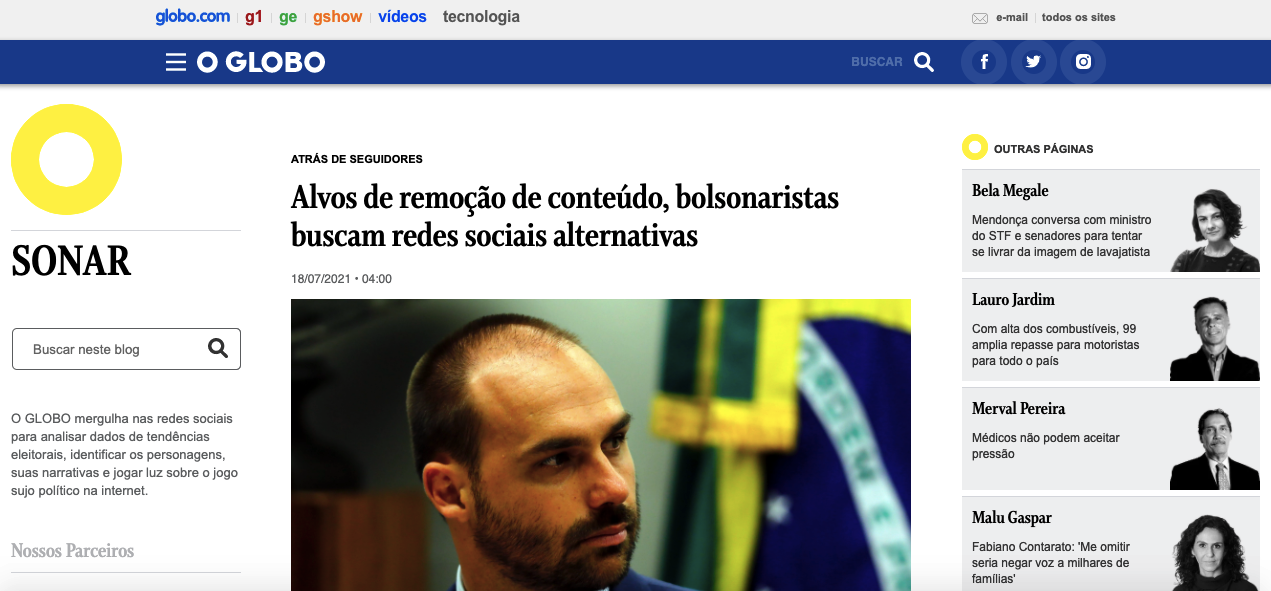 globo.com g1 ge gshow vídeos tecnologia
e-mail todos os sites
O GLOBO
BUSCAR
SONAR
Buscar neste blog
O GLOBO mergulha nas redes sociais
para analisar dados de tendências
eleitorais, identificar os personagens,
suas narrativas e jogar luz sobre o jogo
sujo político na internet.
Nossos Parceiros
ATRÁS DE SEGUIDORES
Alvos de remoção de conteúdo, bolsonaristas
buscam redes sociais alternativas
18/07/2021 • 04:00
ORDEM E P
OUTRAS PÁGINAS
Bela Megale
Mendonça conversa com ministro
do STF e senadores para tentar
se livrar da imagem de lavajatista
Lauro Jardim
Com alta dos combustíveis, 99
amplia repasse para motoristas
para todo o país
Merval Pereira
Médicos não podem aceitar
pressão
Malu Gaspar
Fabiano Contarato: 'Me omitir
seria negar voz a milhares de
famílias'